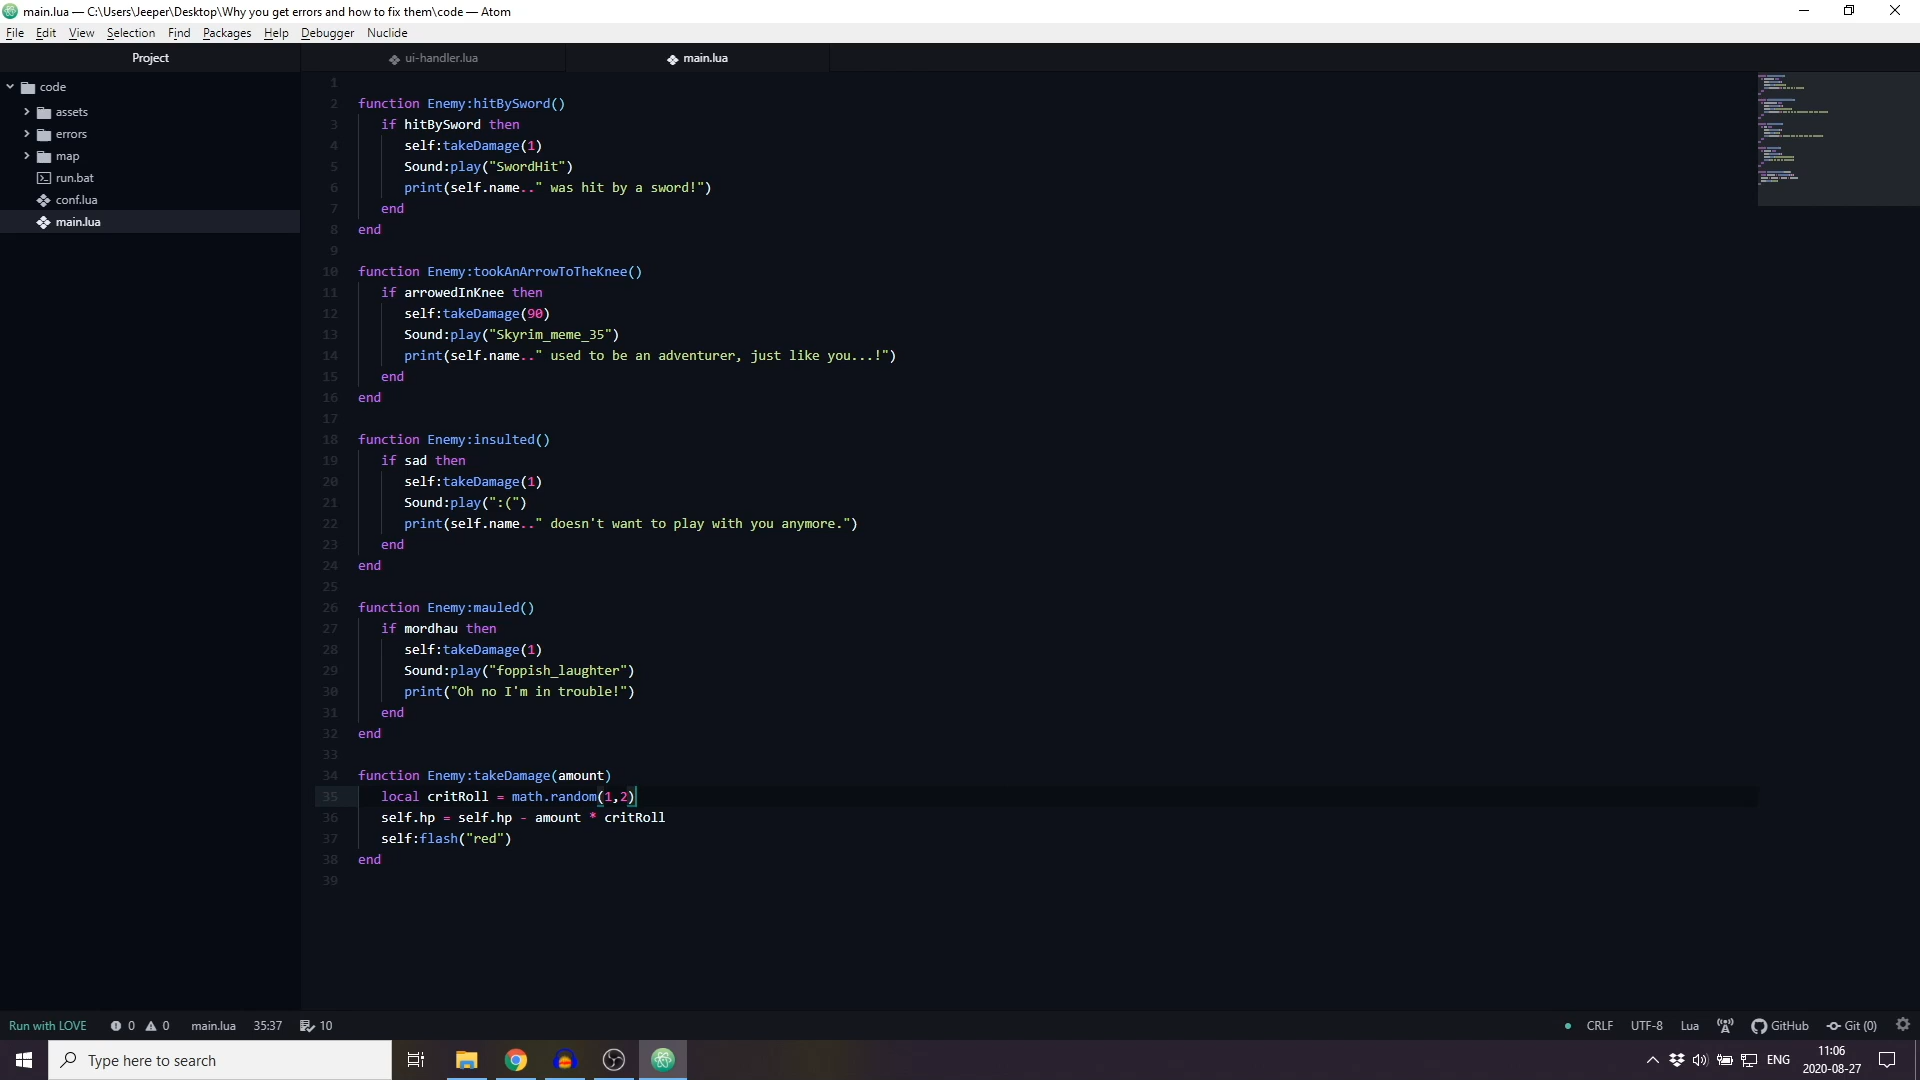 main.lua — C:\Users\Jeeper\Desktop\Why you get errors and how to fix them\code — Atom
File Edit View Selection Find Packages Help Debugger Nuclide
Project
ui-handler.lua
main.lua
code
assets
errors
map
run.bat
conf.lua
main.lua
1
2 function Enemy:hitBySword()
3 if hitBySword then
4 self:takeDamage(1)
5 Sound:play("SwordHit")
6 print(self.name.." was hit by a sword!")
7 end
8 end
9
10 function Enemy:tookAnArrowToTheKnee()
11 if arrowedInKnee then
12 self:takeDamage(90)
13 Sound:play("Skyrim_meme_35")
14 print(self.name.." used to be an adventurer, just like you...!")
15 end
16 end
17
18 function Enemy:insulted()
19 if sad then
20 self:takeDamage(1)
21 Sound:play(":(")
22 print(self.name.." doesn't want to play with you anymore.")
23 end
24 end
25
26 function Enemy:mauled()
27 if mordhau then
28 self:takeDamage(1)
29 Sound:play("foppish_laughter")
30 print("Oh no I'm in trouble!")
31 end
32 end
33
34 function Enemy:takeDamage(amount)
35 local critRoll = math.random(1,2)
36 self.hp = self.hp - amount * critRoll
37 self:flash("red")
38 end
39
Run with LOVE 0 0 main.lua 35:37 10 CRLF UTF-8 Lua GitHub Git (0)
Type here to search
ENG
11:06
2020-08-27